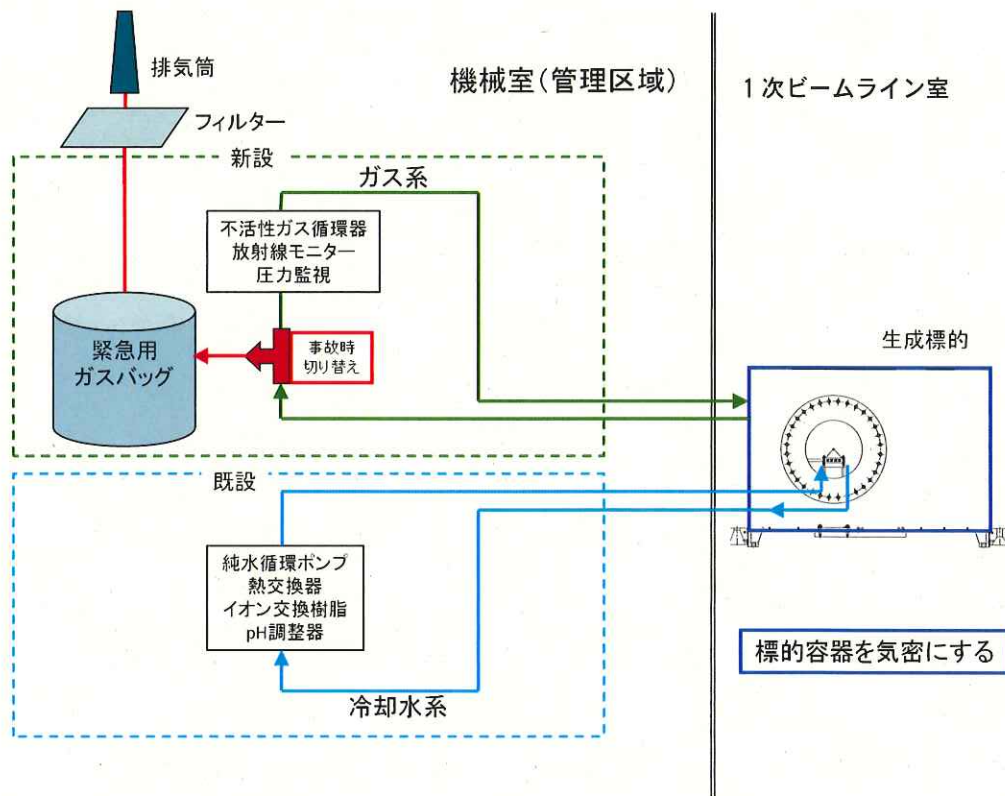 排気筒
機械室(管理区域)
1次ビームライン室
フィルター
新設
ガス系
不活性ガス循環器
放射線モニター
圧力監視
緊急用
ガスバッグ
事故時
切り替え
生成標的
既設
純水循環ポンプ
熱交換器
イオン交換樹脂
pH調整器
標的容器を気密にする
冷却水系